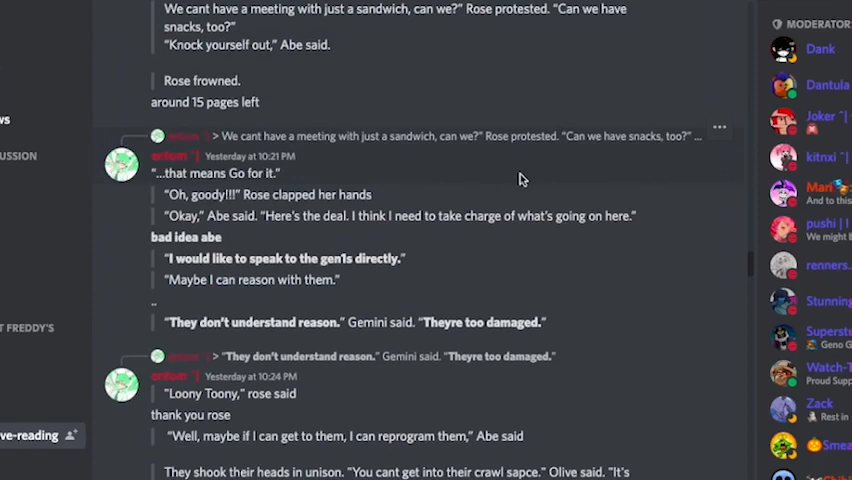 We cant have a meeting with just a sandwich, can we?" Rose protested. "Can we have
snacks, too?"
"Knock yourself out," Abe said.
Rose frowned.
around 15 pages left
> We cant have a meeting with just a sandwich, can we?" Rose protested. "Can we have snacks, too?" ...
Yesterday at 10:21 PM
"...that means Go for it."
"Oh, goody!!!" Rose clapped her hands
"Okay," Abe said. "Here's the deal. I think I need to take charge of what's going on here."
bad idea abe
"I would like to speak to the gen1s directly."
"Maybe I can reason with them."
..
"They don't understand reason." Gemini said. "Theyre too damaged."
> "They don't understand reason." Gemini said. "Theyre too damaged."
Yesterday at 10:24 PM
"Loony Toony," rose said
thank you rose
"Well, maybe if I can get to them, I can reprogram them," Abe said
They shook their heads in unison. "You cant get into their crawl sapce." Olive said. "It's
ws
CUSSION
T FREDDY'S
ve-reading
MODERATOR
Dank
Dantula
Joker ^|
kitnxi ^|
Mari
And to this
pushi | l
We might b
renners.
Stunning
Superstu
Geno G
Watch-T
Proud Supp
Zack
Rest in
Smea